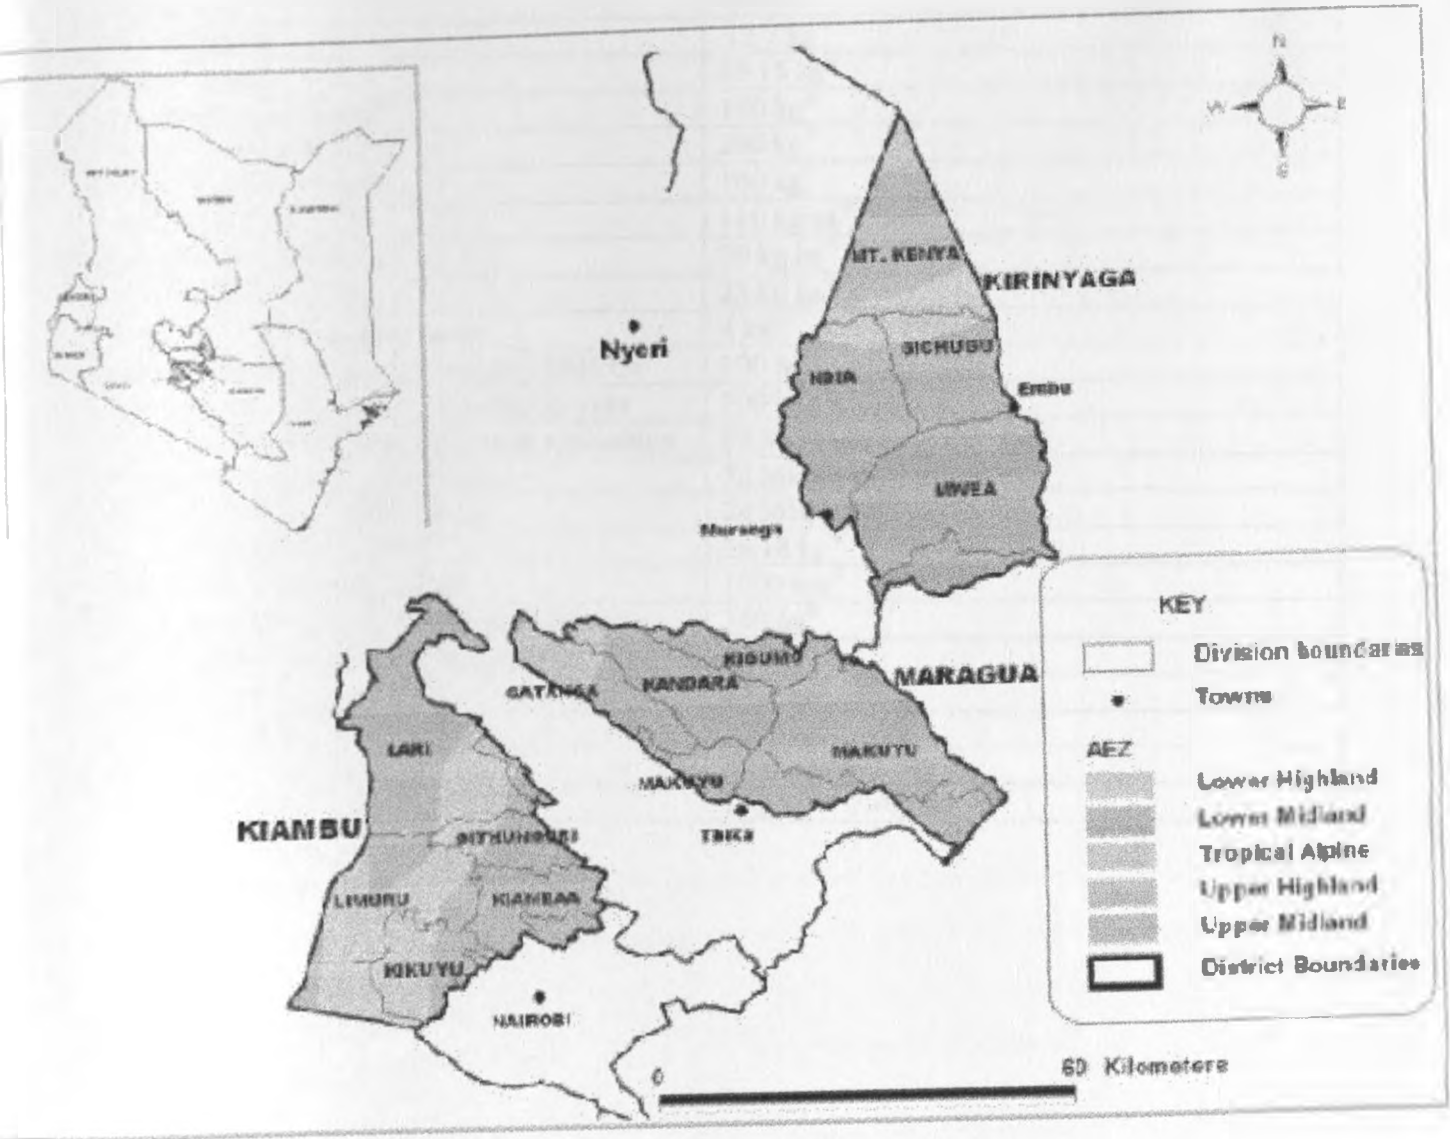 N
W
E
S
MT. KENYA
KIRINYAGA
Nyeri
GICHUGU
NDIA
Embu
MWEA
Muranga
KEY
Division boundaries
Towns
AEZ
Lower Highland
Lower Midland
Tropical Alpine
Upper Highland
Upper Midland
District Boundaries
KIGUMO
KANDARA
GATANGA
MARAGUA
MAKUYU
MAKUYU
THIKA
LARI
KIAMBU
GITHUNGURI
LIMURU
KIAMBAA
KIKUYU
NAIROBI
0
60 Kilometers